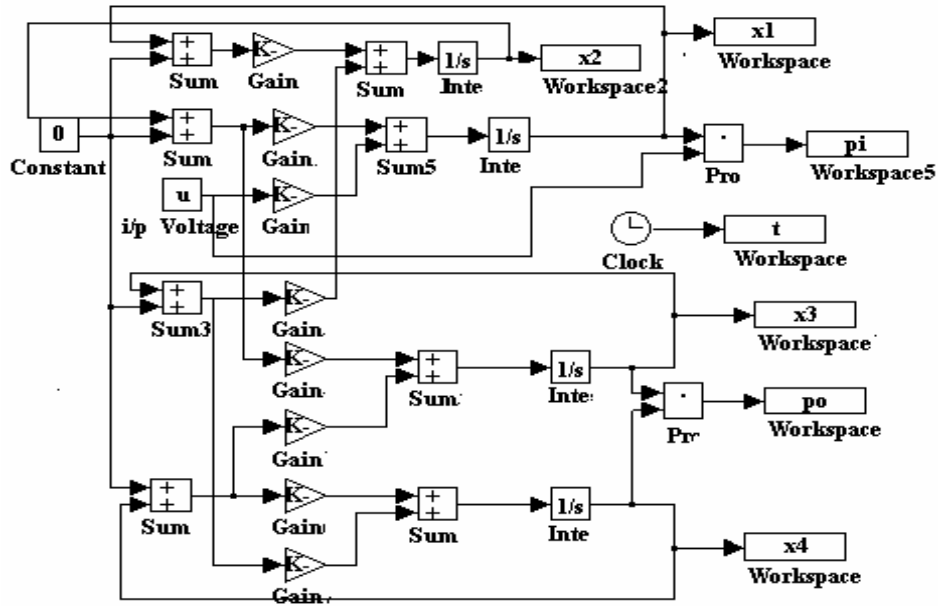 +
+
Sum
K-
Gain
+
+
Sum
1/s
Inte
x2
Workspace2
x1
Workspace
0
Constant
+
+
Sum
K-
Gain
+
+
Sum5
1/s
Inte
Pro
pi
Workspace5
u
i/p Voltage
K-
Gain
Clock
t
Workspace
+
+
Sum3
K-
Gain
x3
Workspace
K-
Gain
+
+
Sum
1/s
Inte
Pro
po
Workspace
K-
Gain
+
+
Sum
K-
Gain
+
+
Sum
1/s
Inte
x4
Workspace
K-
Gain